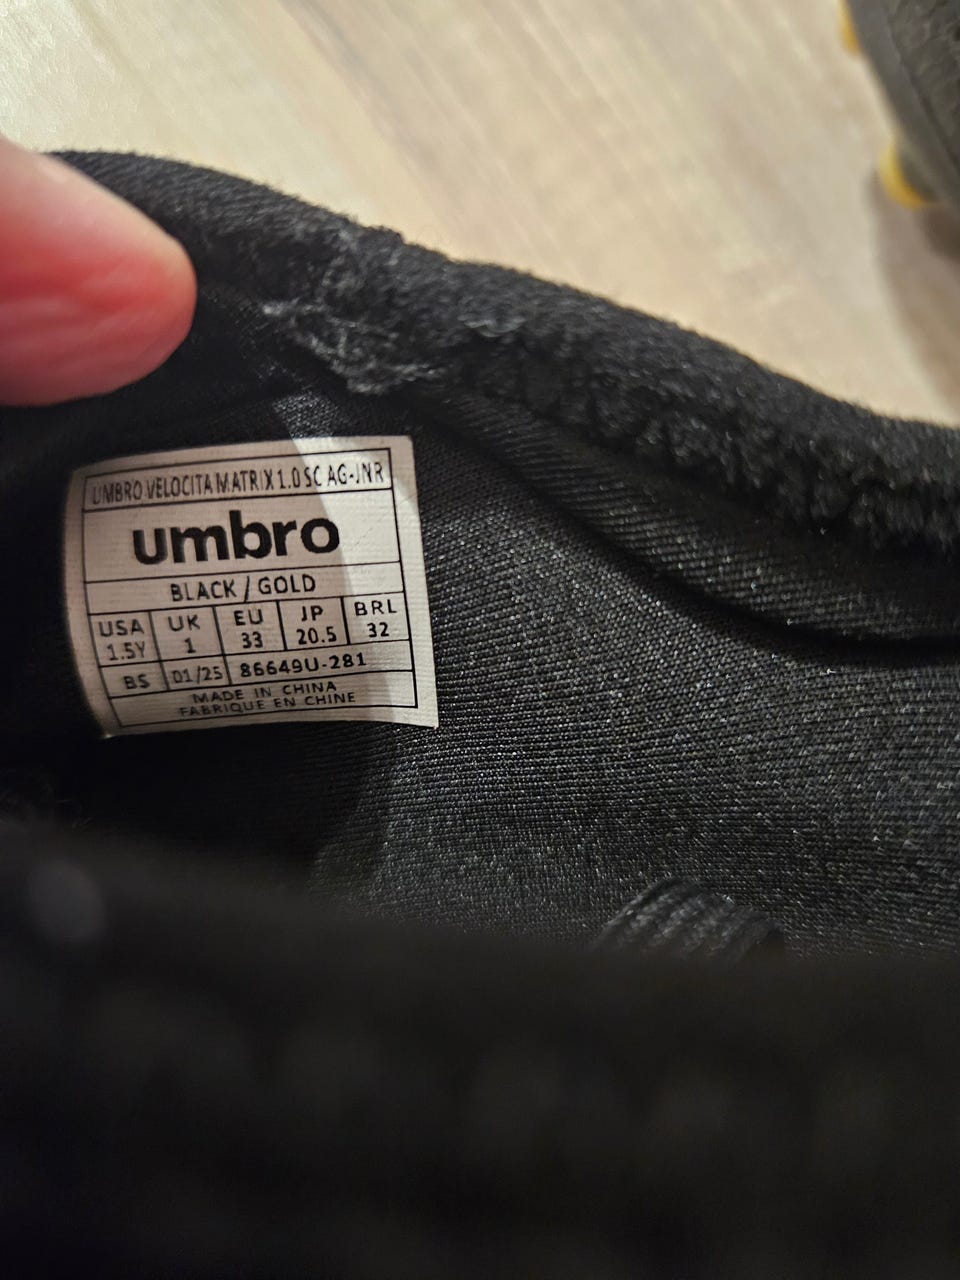 UMBRO VELOCITA MATRIX 1.0 SC AG-JNR
umbro
BLACK / GOLD
USA UK EU JP BRL
1.5Y 1 33 20.5 32
BS 01/25 86649U-281
MADE IN CHINA
FABRIQUE EN CHINE